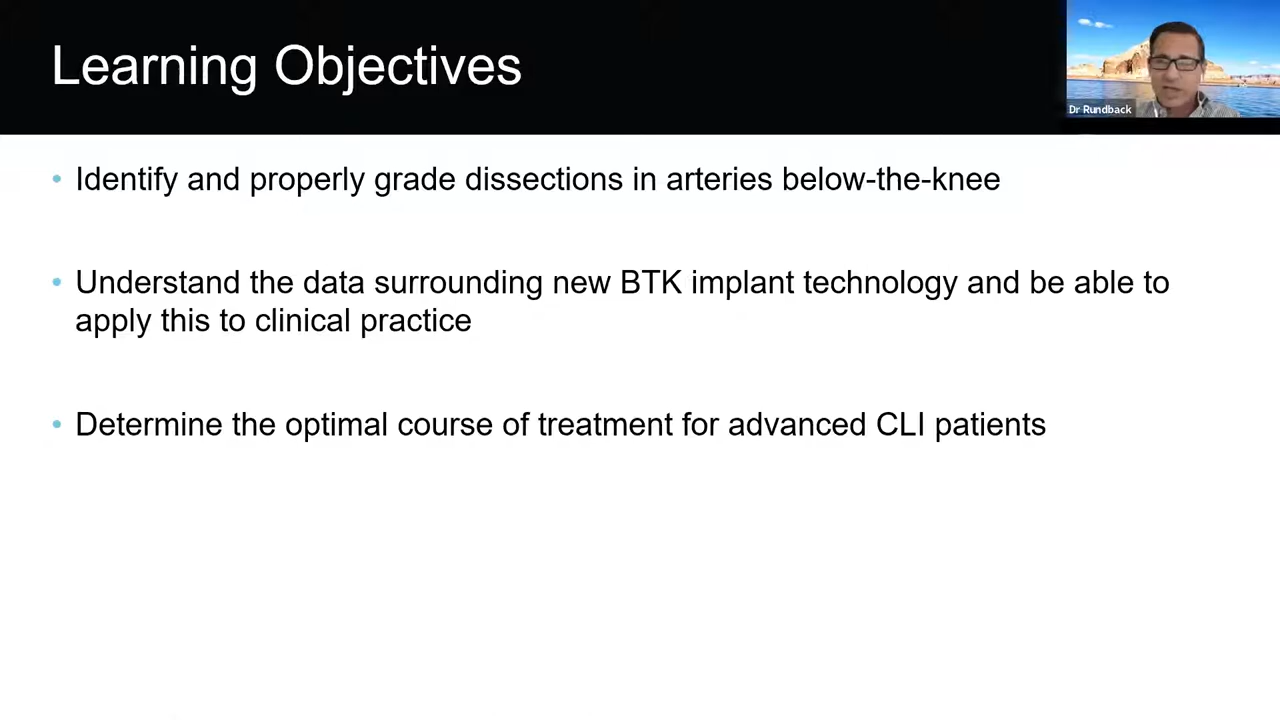 Learning Objectives
Dr Rundback
• Identify and properly grade dissections in arteries below-the-knee
• Understand the data surrounding new BTK implant technology and be able to
apply this to clinical practice
• Determine the optimal course of treatment for advanced CLI patients